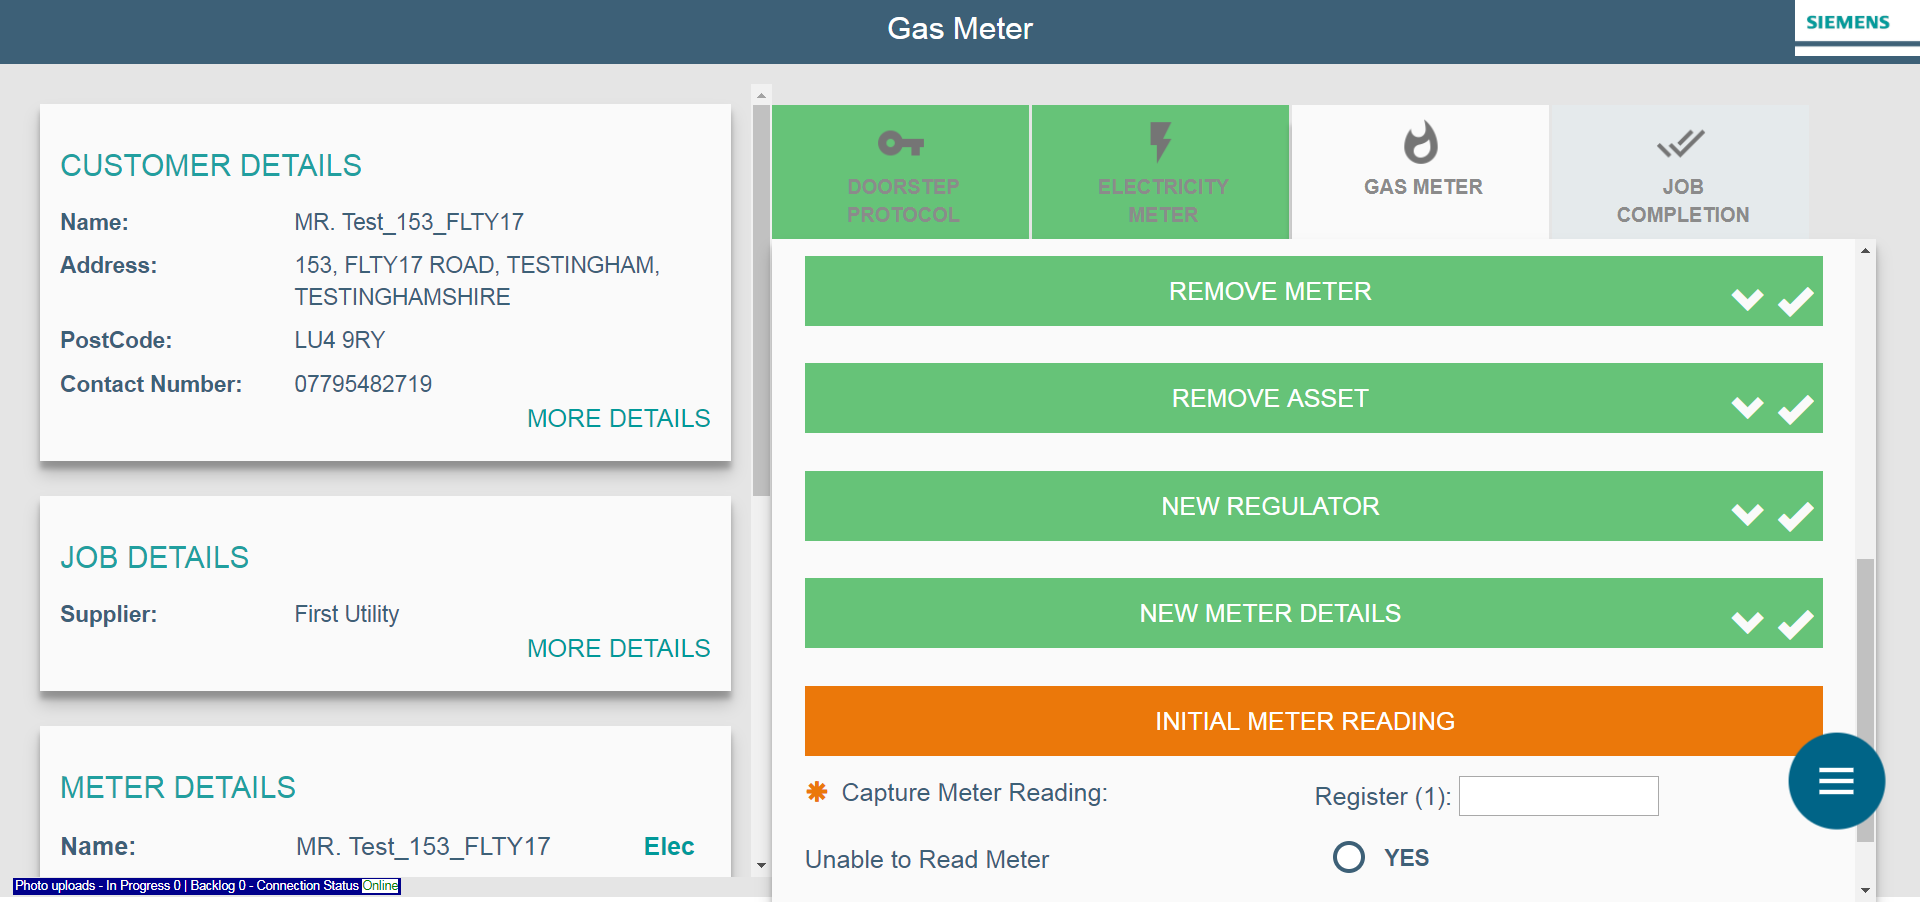 Gas Meter
SIEMENS
CUSTOMER DETAILS
Name: MR. Test_153_FLTY17
Address: 153, FLTY17 ROAD, TESTINGHAM,
TESTINGHAMSHIRE
PostCode: LU4 9RY
Contact Number: 07795482719
MORE DETAILS
JOB DETAILS
Supplier: First Utility
MORE DETAILS
METER DETAILS
Name: MR. Test_153_FLTY17 Elec
Photo uploads - In Progress 0 | Backlog 0 - Connection Status Online
DOORSTEP
PROTOCOL
ELECTRICITY
METER
GAS METER
JOB
COMPLETION
REMOVE METER
REMOVE ASSET
NEW REGULATOR
NEW METER DETAILS
INITIAL METER READING
Capture Meter Reading: Register (1):
Unable to Read Meter YES